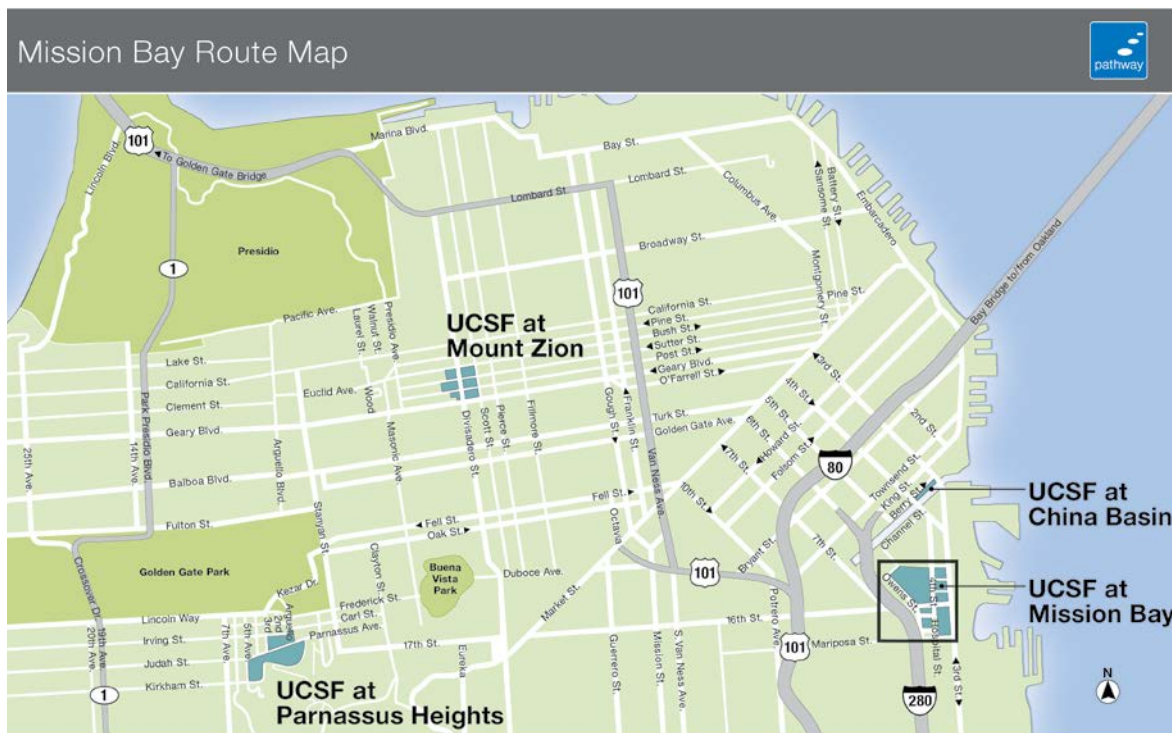 Mission Bay Route Map
pathway
101
To Golden Gate Bridge
Lincoln Blvd.
Marina Blvd.
Bay St.
Lombard St.
Lombard St.
Columbus Ave.
Battery St.
Sansome St.
Embarcadero
Presidio
1
Broadway St.
Montgomery St.
101
Bay Bridge to/from Oakland
Pacific Ave.
Walnut St.
Laurel St.
Presidio Ave.
UCSF at
Mount Zion
California St.
Pine St.
Pine St.
Bush St.
Sutter St.
Post St.
Geary Blvd.
O'Farrell St.
Lake St.
California St.
Clement St.
Geary Blvd.
Euclid Ave.
Wood
Masonic Ave.
Park Presidio Blvd.
14th Ave.
25th Ave.
Arguello Blvd.
Balboa Blvd.
Fulton St.
Stanyan St.
Divisadero St.
Scott St.
Pierce St.
Fillmore St.
Gough St.
Franklin St.
Van Ness Ave.
Turk St.
Golden Gate Ave.
3rd St.
4th St.
5th St.
6th St.
7th St.
Howard St.
Folsom St.
2nd St.
80
Townsend St.
King St.
Berry St.
Channel St.
UCSF at
China Basin
10th St.
Bryant St.
7th St.
Fell St.
Octavia
Fell St.
Oak St.
Golden Gate Park
Crossover Dr.
Kezar Dr.
Clayton St.
Buena
Vista
Park
Duboce Ave.
Market St.
101
Owens St.
4th St.
UCSF at
Mission Bay
Lincoln Way
Irving St.
Judah St.
Kirkham St.
19th Ave.
20th Ave.
7th Ave.
5th Ave.
3rd
2nd
Arguello
Frederick St.
Carl St.
Parnassus Ave.
17th St.
Eureka
16th St.
Mariposa St.
Potrero Ave.
101
Guerrero St.
Mission St.
S. Van Ness Ave.
Hospital St.
3rd St.
280
1
UCSF at
Parnassus Heights
N